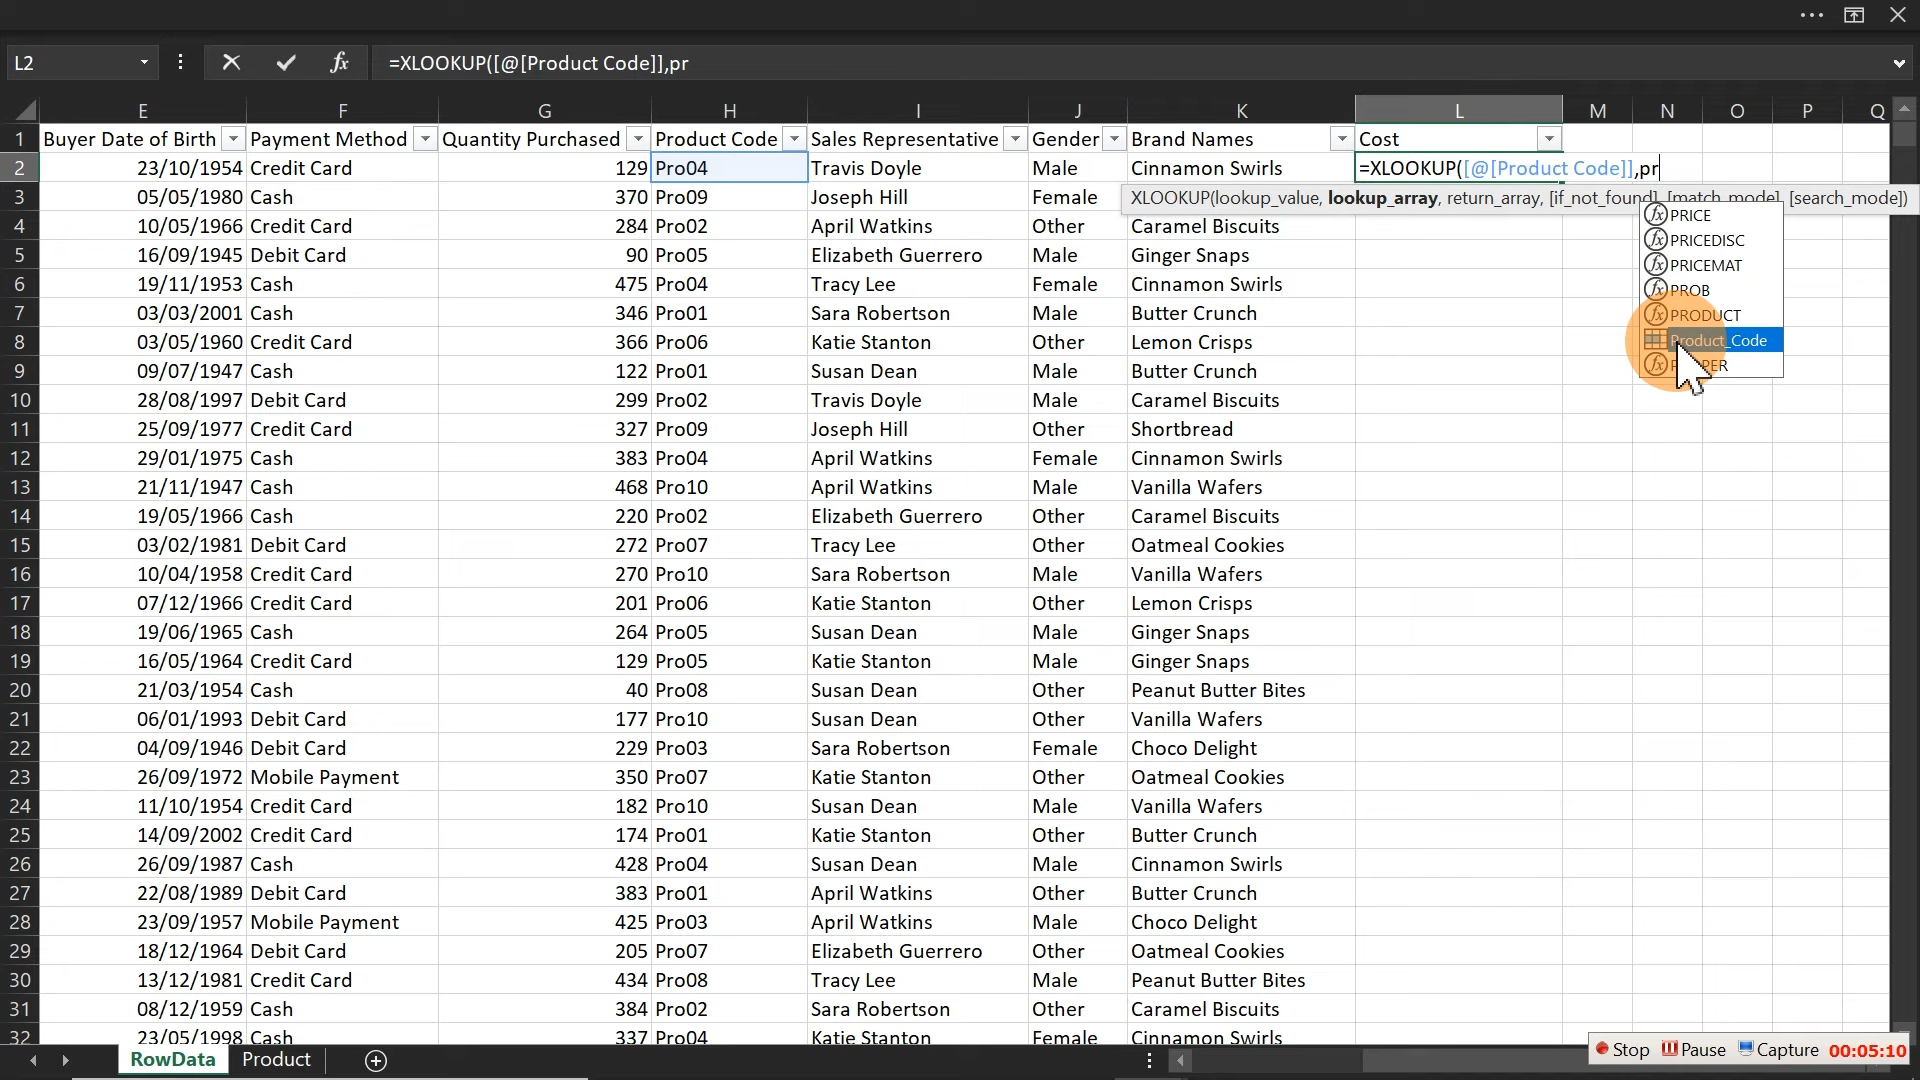 L2 =XLOOKUP([@[Product Code]],pr
E F G H I J K L M N O P Q
1 Buyer Date of Birth Payment Method Quantity Purchased Product Code Sales Representative Gender Brand Names Cost
2 23/10/1954 Credit Card 129 Pro04 Travis Doyle Male Cinnamon Swirls =XLOOKUP([@[Product Code]],pr
3 05/05/1980 Cash 370 Pro09 Joseph Hill Female XLOOKUP(lookup_value, lookup_array, return_array, [if_not_found], [match_mode], [search_mode])
PRICE
4 10/05/1966 Cash 284 Pro02 April Watkins Other Caramel Biscuits
PRICEDISC
5 16/09/1945 Debit Card 90 Pro05 Elizabeth Guerrero Male Ginger Snaps
PRICEMAT
6 19/11/1953 Cash 475 Pro04 Tracy Lee Female Cinnamon Swirls
PROB
7 03/03/2001 Cash 346 Pro01 Sara Robertson Male Butter Crunch
PRODUCT
8 03/05/1960 Credit Card 366 Pro06 Katie Stanton Other Lemon Crisps
Product_Code
9 09/07/1947 Cash 122 Pro01 Susan Dean Male Butter Crunch
10 28/08/1997 Debit Card 299 Pro02 Travis Doyle Male Caramel Biscuits
11 25/09/1977 Credit Card 327 Pro09 Joseph Hill Other Shortbread
12 29/01/1975 Cash 383 Pro04 April Watkins Female Cinnamon Swirls
13 21/11/1947 Cash 468 Pro10 April Watkins Male Vanilla Wafers
14 19/05/1966 Cash 220 Pro02 Elizabeth Guerrero Other Caramel Biscuits
15 03/02/1981 Debit Card 272 Pro07 Tracy Lee Other Oatmeal Cookies
16 10/04/1958 Credit Card 270 Pro10 Sara Robertson Male Vanilla Wafers
17 07/12/1966 Credit Card 201 Pro06 Katie Stanton Other Lemon Crisps
18 19/06/1965 Cash 264 Pro05 Susan Dean Male Ginger Snaps
19 16/05/1964 Credit Card 129 Pro05 Katie Stanton Male Ginger Snaps
20 21/03/1954 Cash 40 Pro08 Susan Dean Other Peanut Butter Bites
21 06/01/1993 Debit Card 177 Pro10 Susan Dean Other Vanilla Wafers
22 04/09/1946 Debit Card 229 Pro03 Sara Robertson Female Choco Delight
23 26/09/1972 Mobile Payment 350 Pro07 Katie Stanton Other Oatmeal Cookies
24 11/10/1954 Credit Card 182 Pro10 Susan Dean Male Vanilla Wafers
25 14/09/2002 Credit Card 174 Pro01 Katie Stanton Other Butter Crunch
26 26/09/1987 Cash 428 Pro04 Susan Dean Male Cinnamon Swirls
27 22/08/1989 Debit Card 383 Pro01 April Watkins Other Butter Crunch
28 23/09/1957 Mobile Payment 425 Pro03 April Watkins Male Choco Delight
29 18/12/1964 Debit Card 205 Pro07 Elizabeth Guerrero Other Oatmeal Cookies
30 13/12/1981 Credit Card 434 Pro08 Tracy Lee Male Peanut Butter Bites
31 08/12/1959 Cash 384 Pro02 Sara Robertson Other Caramel Biscuits
32 23/05/1998 Cash 337 Pro04 Katie Stanton Female Cinnamon Swirls
RowData Product
Stop Pause Capture 00:05:10